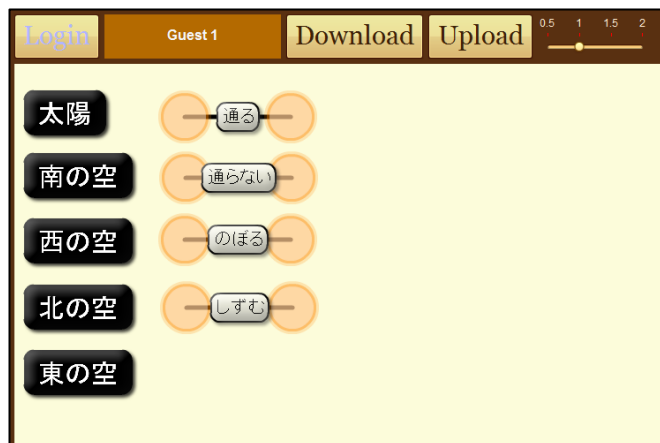 Login Guest 1 Download Upload 0.5 1 1.5 2
太陽 通る
南の空 通らない
西の空 のぼる
北の空 しずむ
東の空